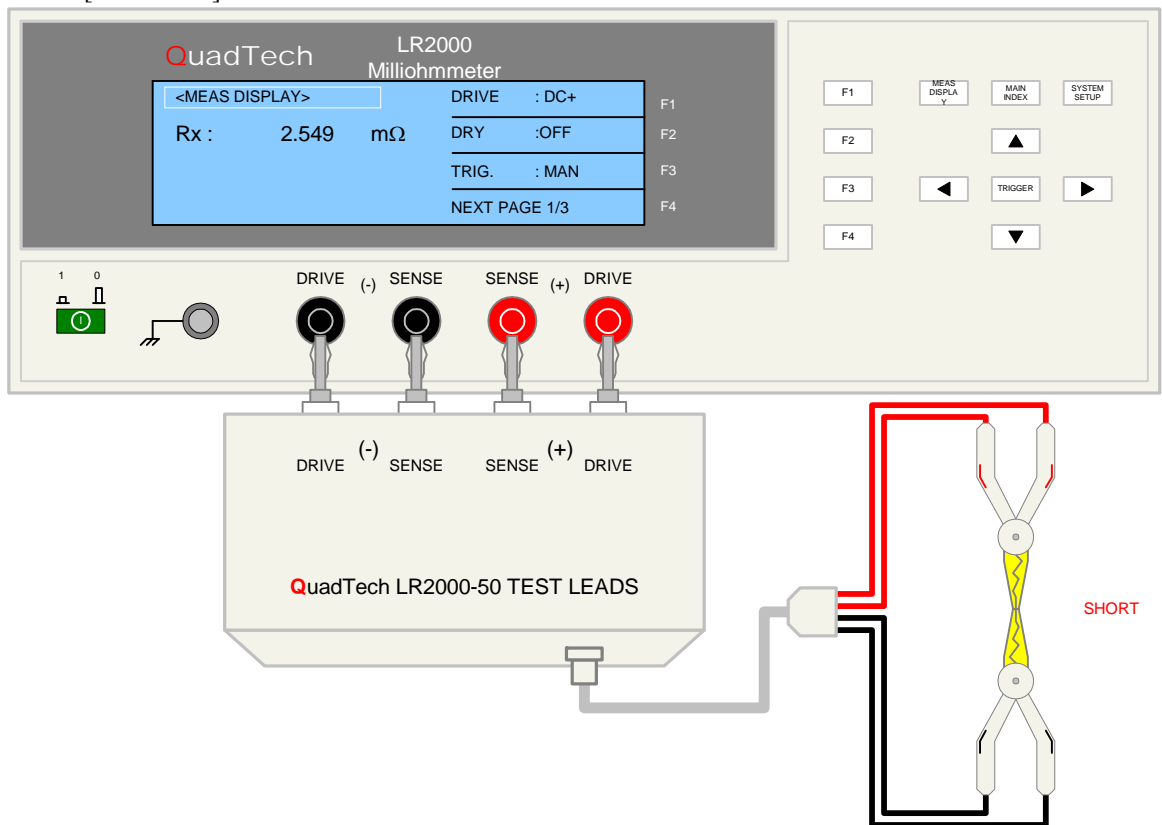 QuadTech
LR2000
Milliohmmeter
<MEAS DISPLAY>
DRIVE : DC+
F1
Rx : 2.549 mΩ
DRY :OFF
F2
TRIG. : MAN
F3
NEXT PAGE 1/3
F4
F1
MEAS
DISPLA
Y
MAIN
INDEX
SYSTEM
SETUP
F2
F3
TRIGGER
F4
1 0
DRIVE (-) SENSE SENSE (+) DRIVE
DRIVE (-) SENSE SENSE (+) DRIVE
QuadTech LR2000-50 TEST LEADS
SHORT